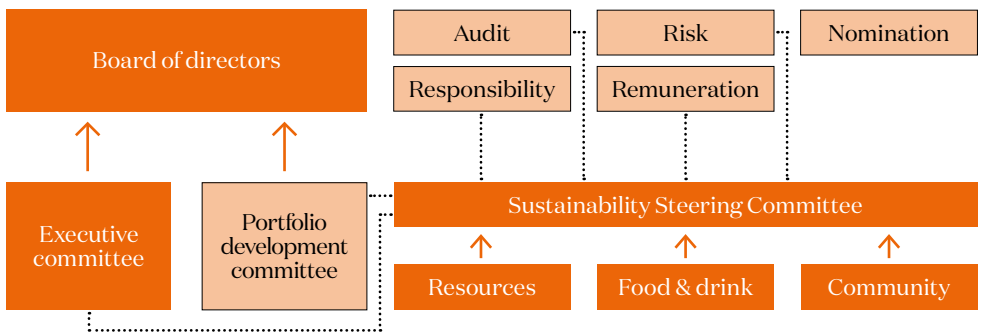 Board of directors
Audit
Risk
Nomination
Responsibility
Remuneration
Executive
committee
Portfolio
development
committee
Sustainability Steering Committee
Resources
Food & drink
Community